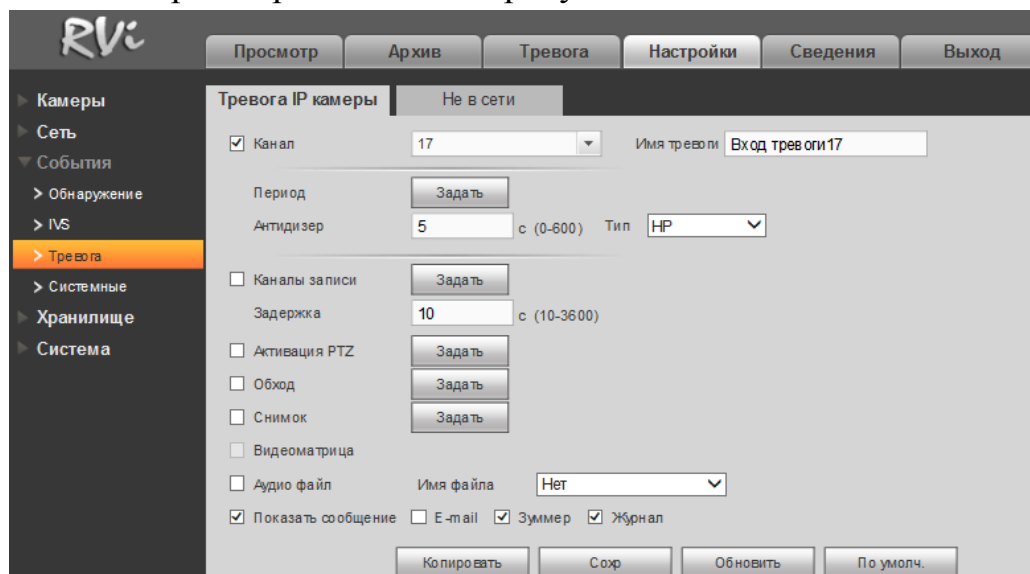 RVi
Просмотр Архив Тревога Настройки Сведения Выход
Камеры
Сеть
События
> Обнаружение
> IVS
> Тревога
> Системные
Хранилище
Система
Тревога IP камеры Не в сети
Канал 17 Имя тревоги Вход тревоги17
Период Задать
Антидизер 5 с (0-600) Тип НР
Каналы записи Задать
Задержка 10 с (10-3600)
Активация PTZ Задать
Обход Задать
Снимок Задать
Видеоматрица
Аудио файл Имя файла Нет
Показать сообщение E-mail Зуммер Журнал
Копировать Сохр Обновить По умолч.